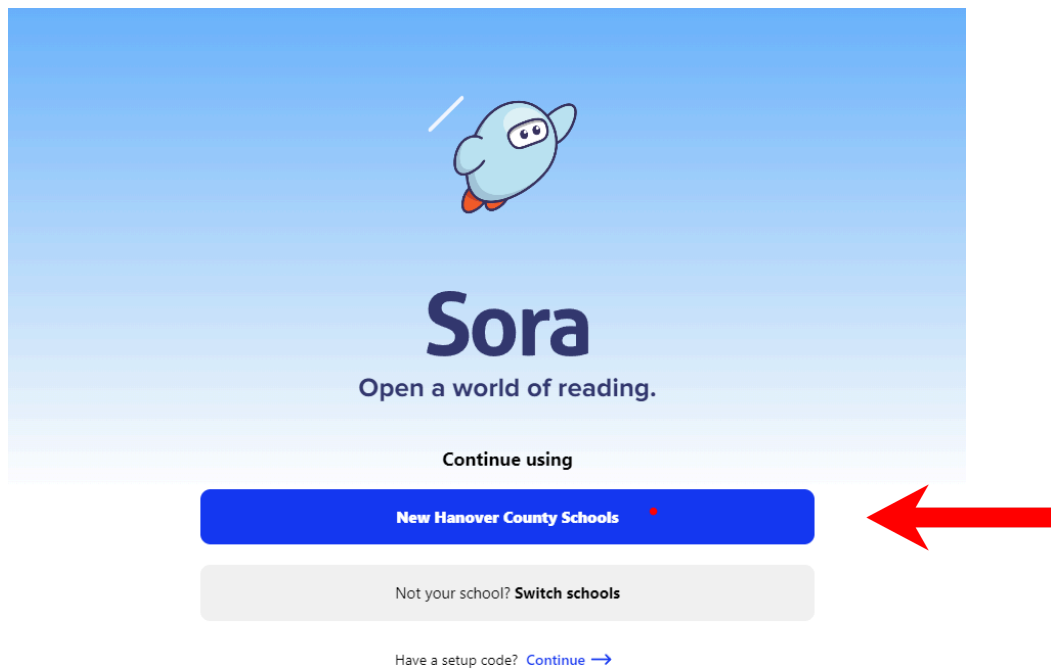 Sora
Open a world of reading.
Continue using
New Hanover County Schools
Not your school? Switch schools
Have a setup code? Continue →